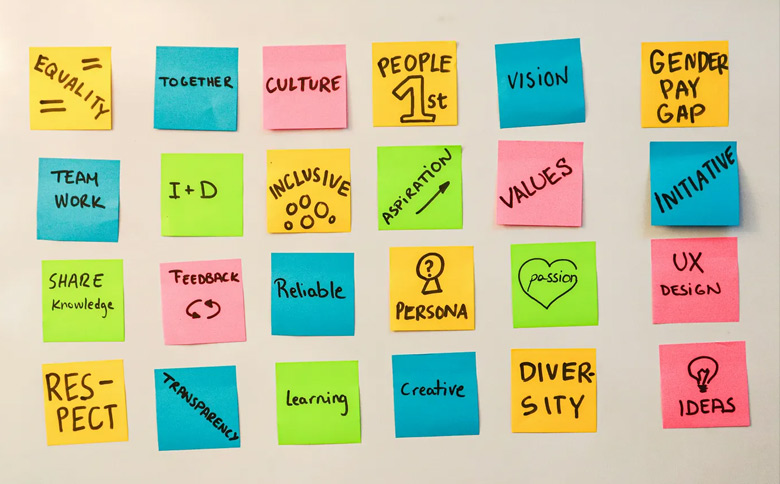 EQUALITY
TOGETHER
CULTURE
PEOPLE
1st
VISION
GENDER
PAY
GAP
TEAM
WORK
I+D
INCLUSIVE
ASPIRATION
VALUES
INITIATIVE
SHARE
Knowledge
FEEDBACK
Reliable
?
PERSONA
passion
UX
DESIGN
RES-
PECT
TRANSPARENCY
Learning
Creative
DIVER-
SITY
IDEAS